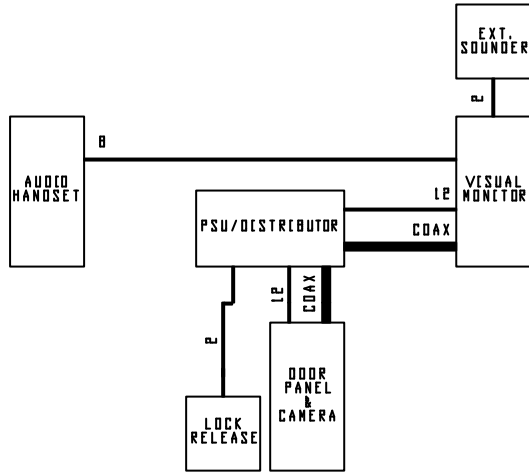 EXT.
SOUNDER
2
8
AUDIO
HANDSET
VISUAL
MONITOR
12
PSU/DISTRIBUTOR
COAX
12
COAX
2
DOOR
PANEL
&
CAMERA
LOCK
RELEASE